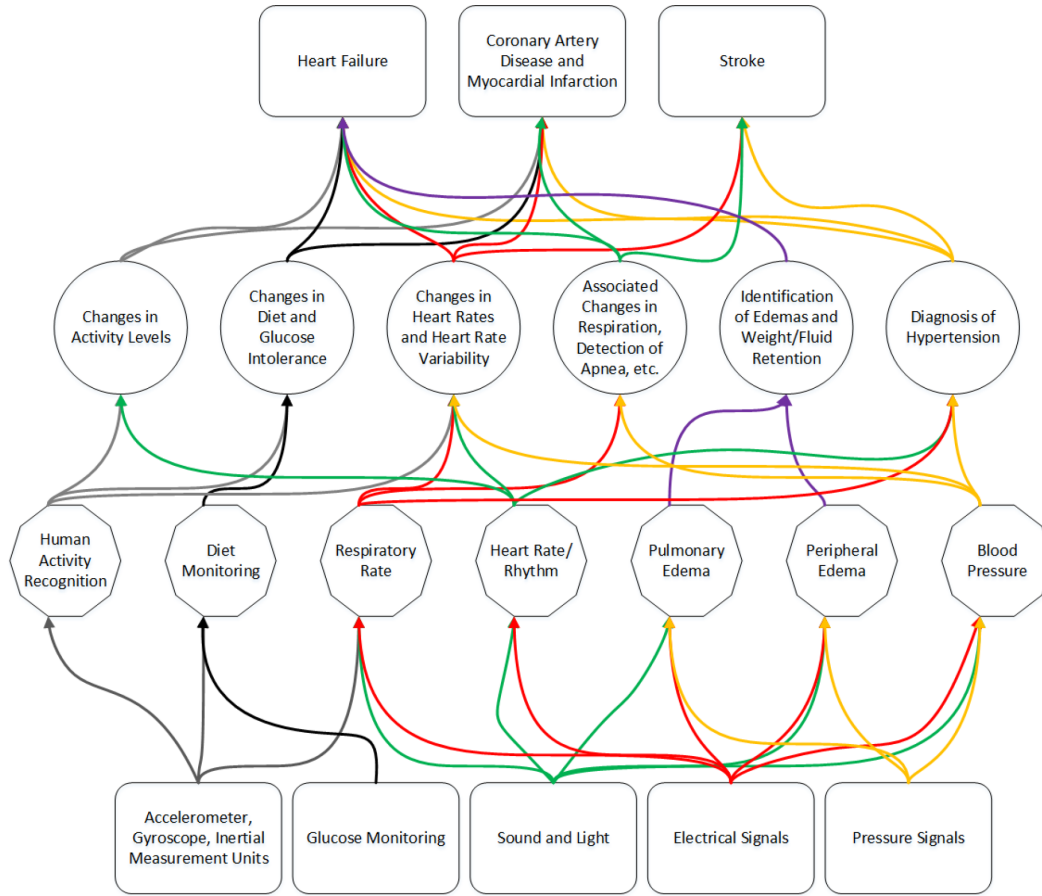 Heart Failure
Coronary Artery
Disease and
Myocardial Infarction
Stroke
Changes in
Activity Levels
Changes in
Diet and
Glucose
Intolerance
Changes in
Heart Rates
and Heart Rate
Variability
Associated
Changes in
Respiration,
Detection of
Apnea, etc.
Identification
of Edemas and
Weight/Fluid
Retention
Diagnosis of
Hypertension
Human
Activity
Recognition
Diet
Monitoring
Respiratory
Rate
Heart Rate/
Rhythm
Pulmonary
Edema
Peripheral
Edema
Blood
Pressure
Accelerometer,
Gyroscope, Inertial
Measurement Units
Glucose Monitoring
Sound and Light
Electrical Signals
Pressure Signals